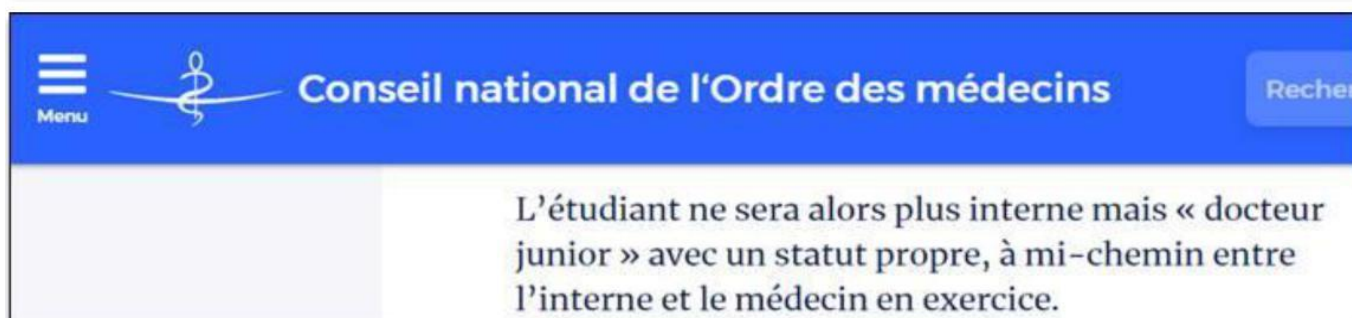 Menu
Conseil national de l‘Ordre des médecins
Recher
L’étudiant ne sera alors plus interne mais « docteur
junior » avec un statut propre, à mi-chemin entre
l’interne et le médecin en exercice.